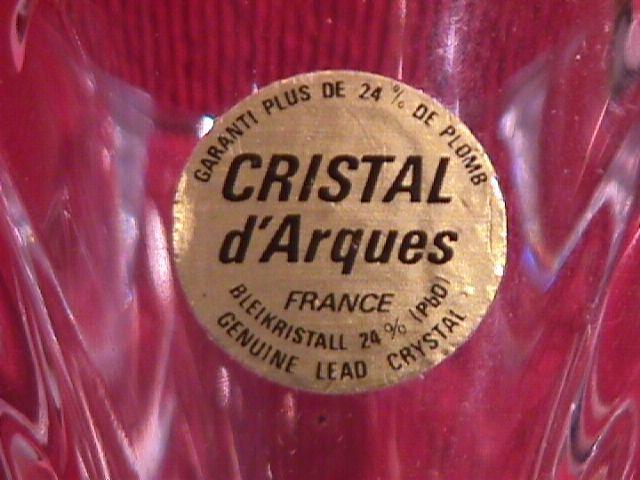 GARANTI PLUS DE 24 % DE PLOMB
CRISTAL
d'Arques
FRANCE
BLEIKRISTALL 24 % (PbO)
GENUINE LEAD CRYSTAL